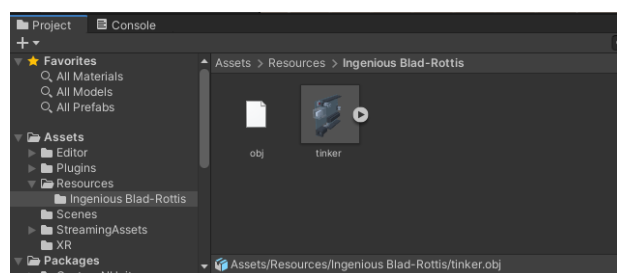 Project
Console
Favorites
All Materials
All Models
All Prefabs
Assets
Editor
Plugins
Resources
Ingenious Blad-Rottis
Scenes
StreamingAssets
XR
Packages
Assets > Resources > Ingenious Blad-Rottis
obj
tinker
Assets/Resources/Ingenious Blad-Rottis/tinker.obj